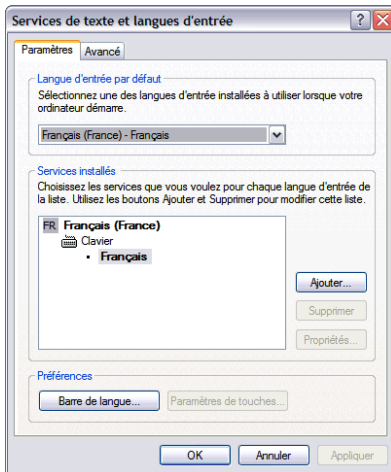 Services de texte et langues d'entrée
Paramètres
Avancé
Langue d'entrée par défaut
Sélectionnez une des langues d'entrée installées à utiliser lorsque votre
ordinateur démarre.
Français (France) - Français
Services installés
Choisissez les services que vous voulez pour chaque langue d'entrée de
la liste. Utilisez les boutons Ajouter et Supprimer pour modifier cette liste.
FR Français (France)
Clavier
• Français
Ajouter...
Supprimer
Propriétés...
Préférences
Barre de langue...
Paramètres de touches...
OK
Annuler
Appliquer